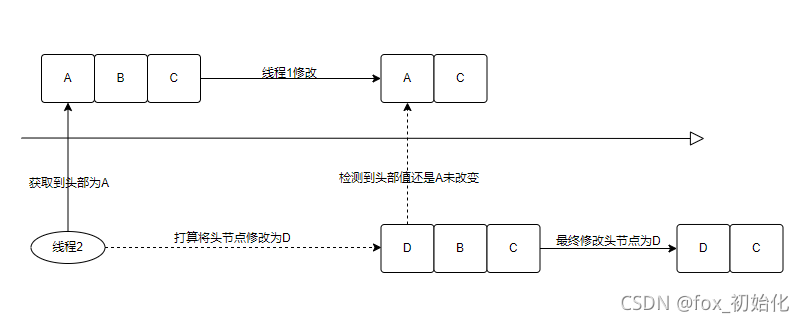 A B C
线程1修改
A C
获取到头部为A
检测到头部值还是A未改变
线程2
打算将头节点修改为D
D B C
最终修改头节点为D
D C
CSDN @fox_初始化